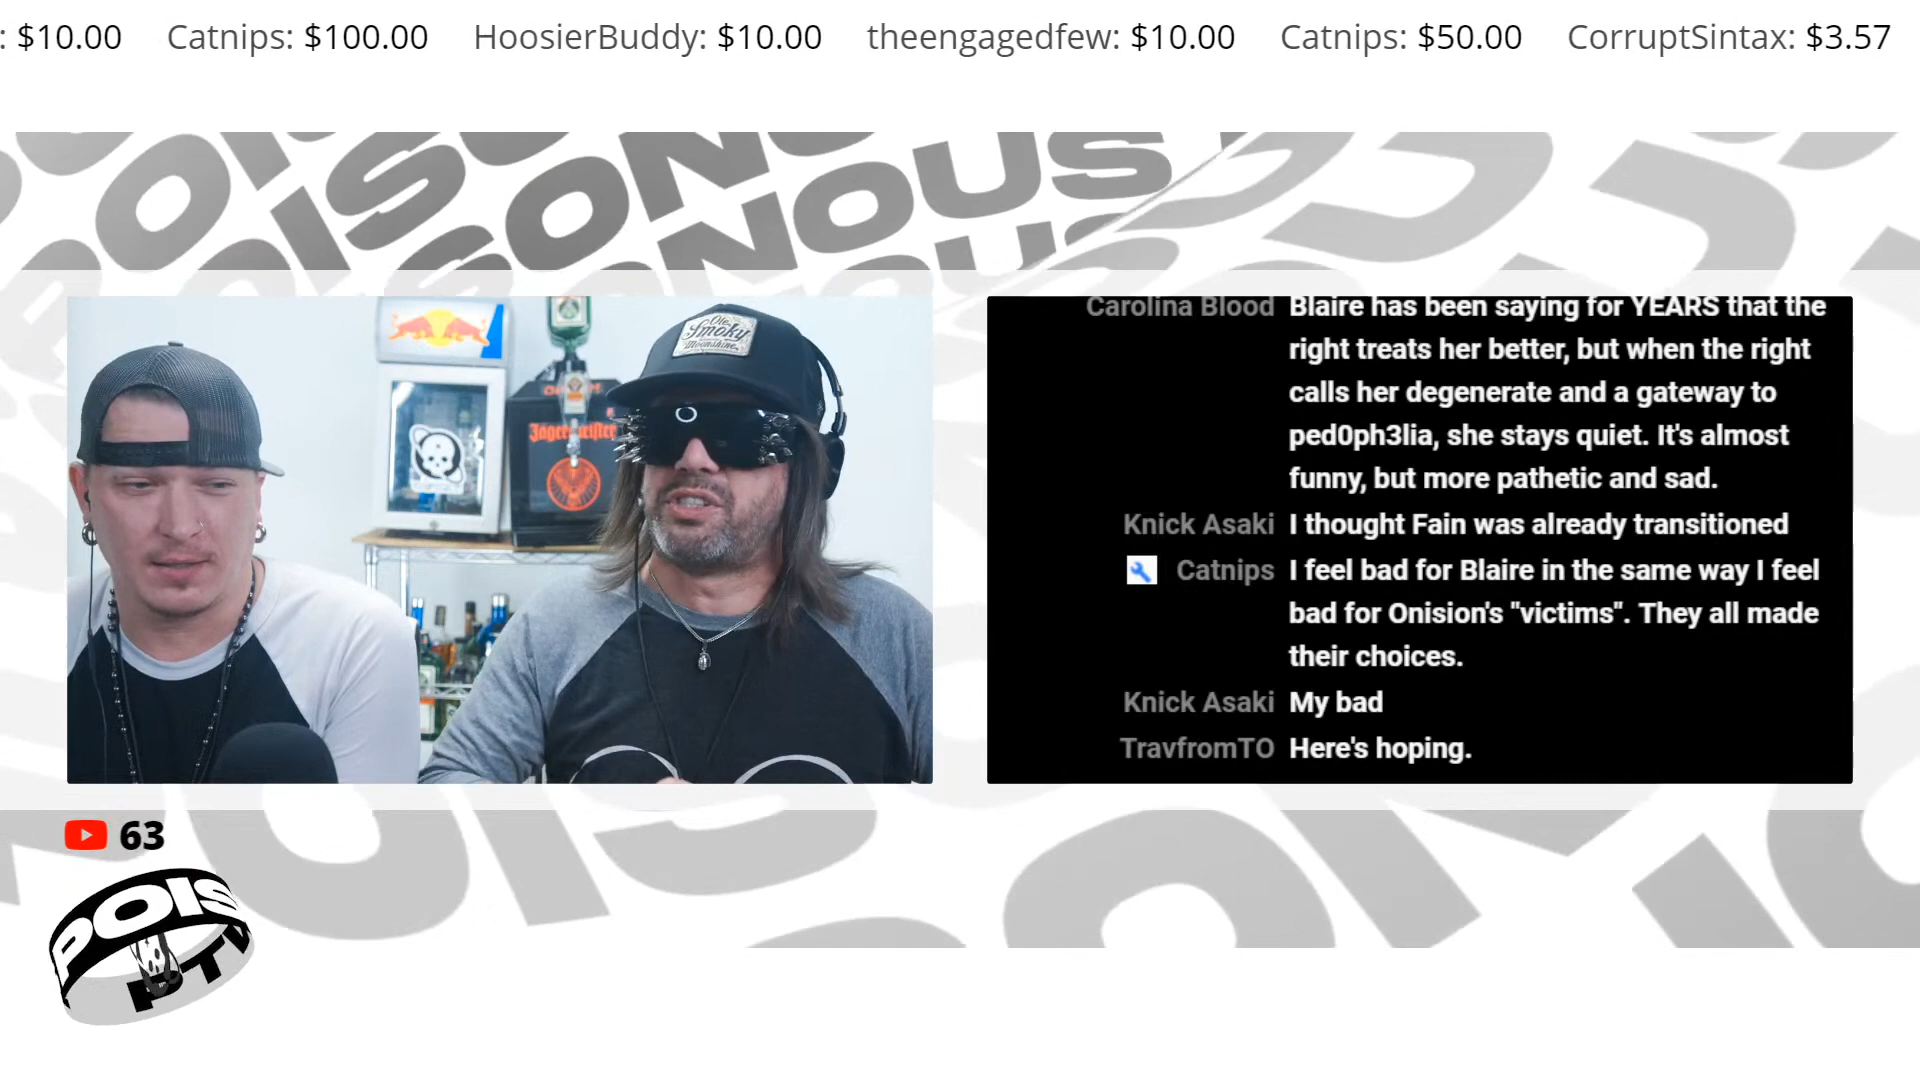 : $10.00 Catnips: $100.00 HoosierBuddy: $10.00 theengagedfew: $10.00 Catnips: $50.00 CorruptSintax: $3.57
POISONOUS
Ole
Smoky
Moonshine
Jägermeister
Carolina Blood Blaire has been saying for YEARS that the
right treats her better, but when the right
calls her degenerate and a gateway to
ped0ph3lia, she stays quiet. It's almost
funny, but more pathetic and sad.
Knick Asaki I thought Fain was already transitioned
Catnips I feel bad for Blaire in the same way I feel
bad for Onision's "victims". They all made
their choices.
Knick Asaki My bad
TravfromTO Here's hoping.
63
POIS
PTV